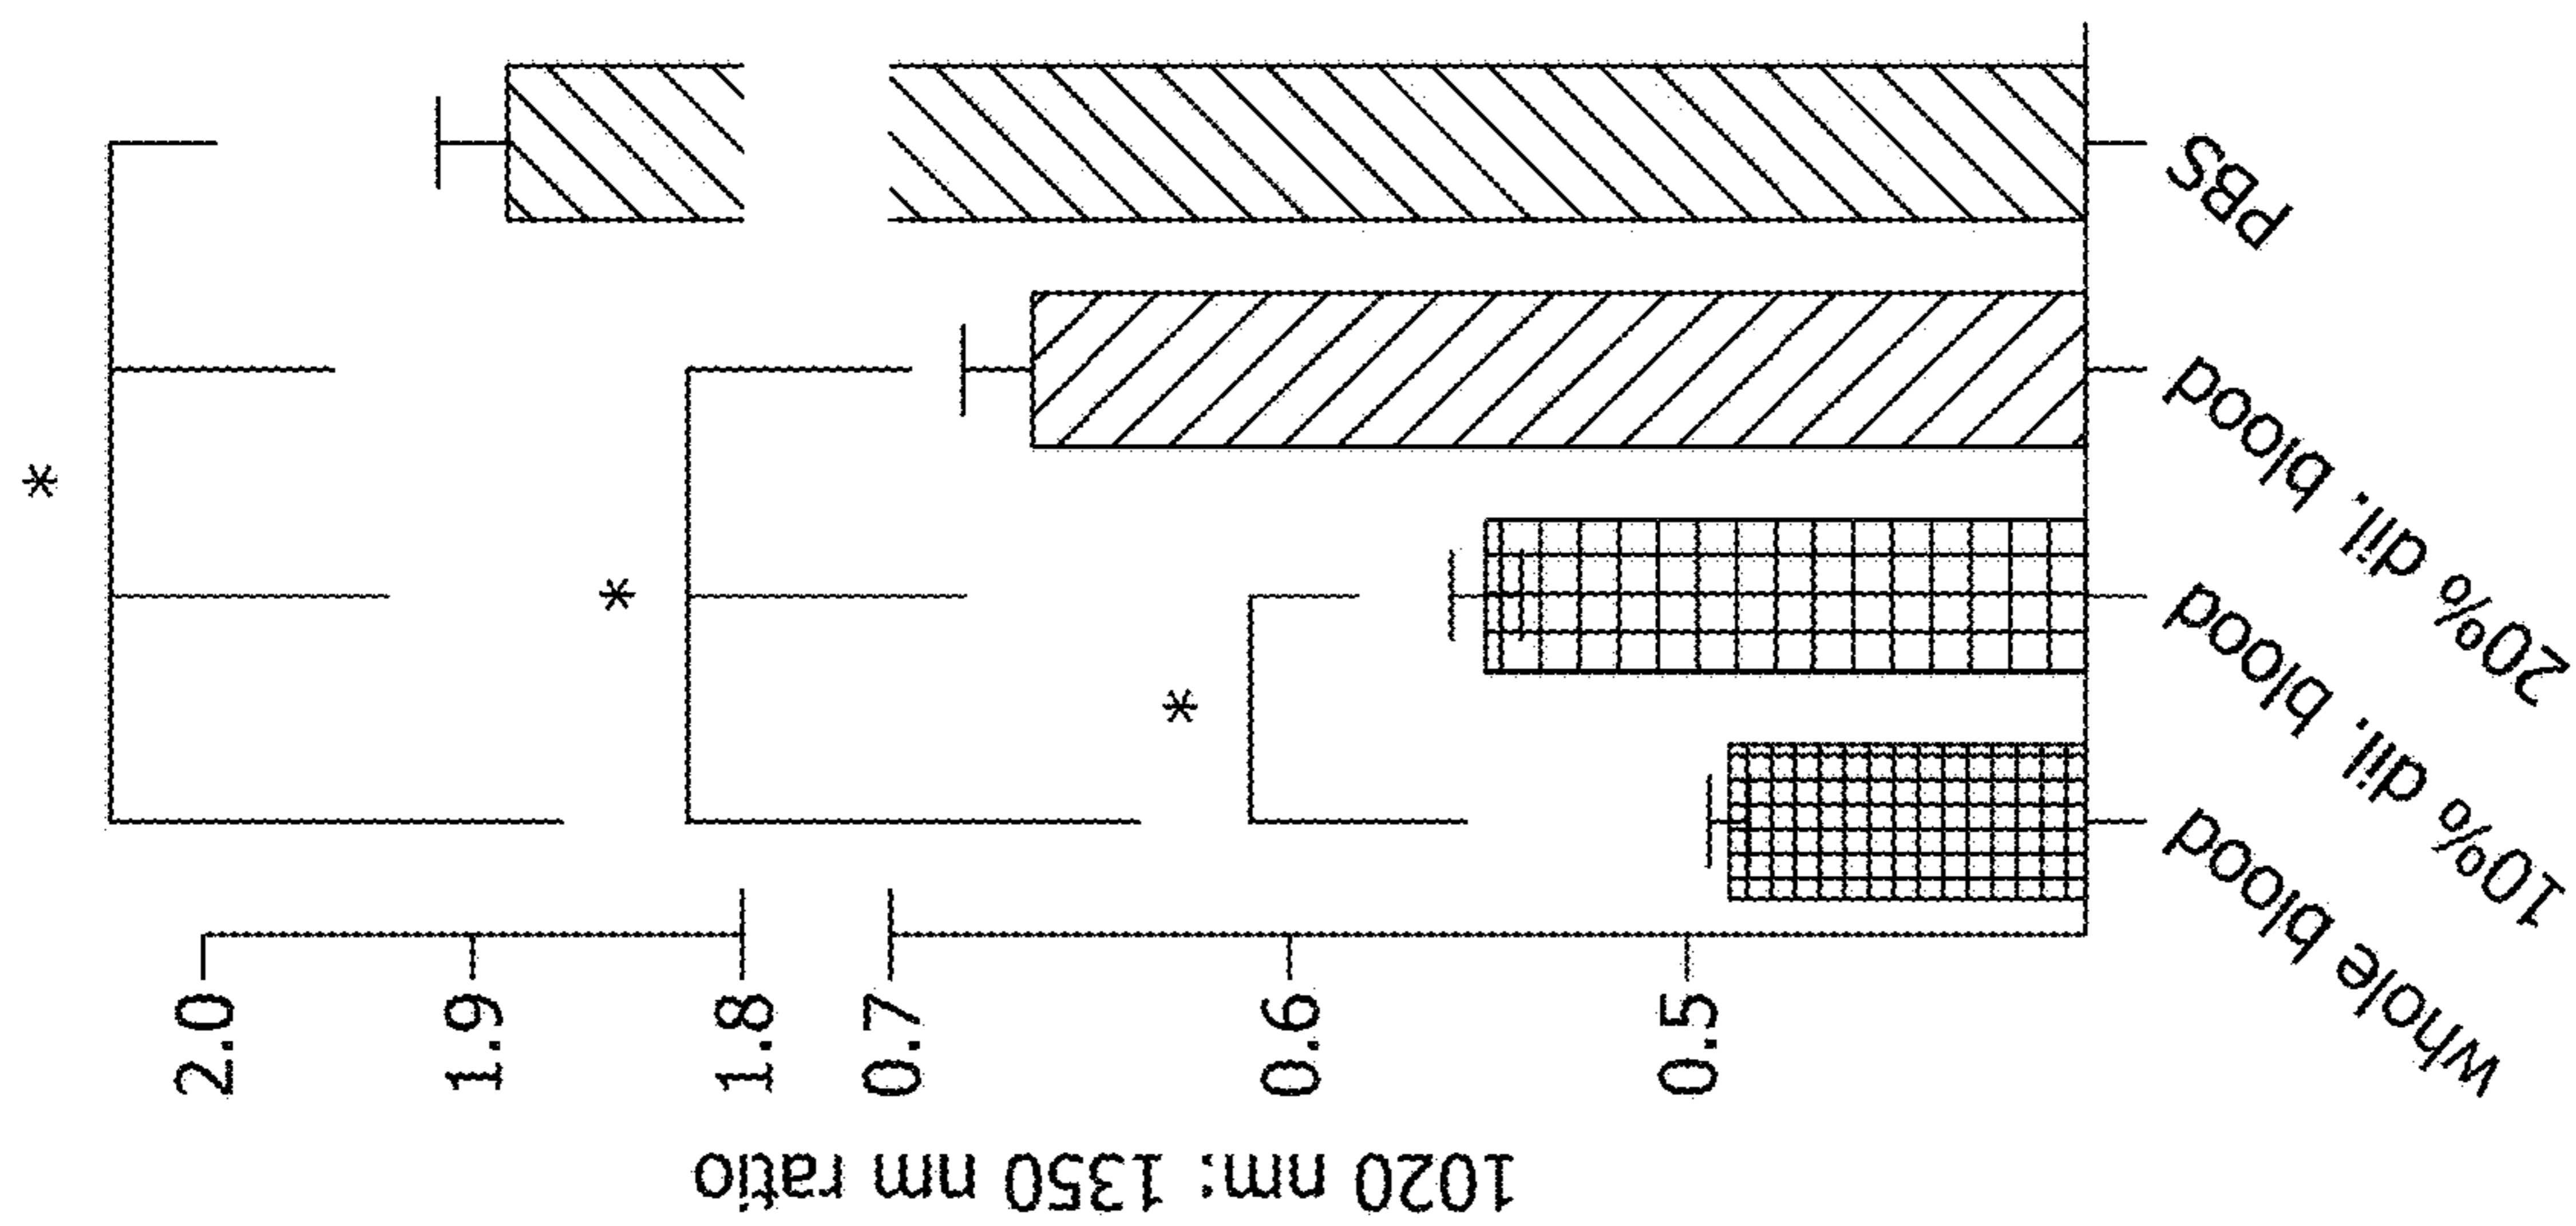 *
*
*
2.0
1.9
1.8
0.7
0.6
0.5
1020 nm: 1350 nm ratio
whole blood
10% dil. blood
20% dil. blood
PBS